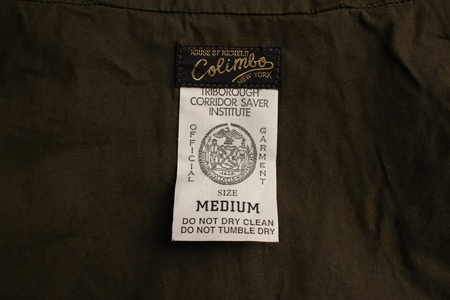 HOUSE OF RICHELD
Colimbo
NEW YORK
TRIBOROUGH
CORRIDOR SAVER
INSTITUTE
OFFICIAL
GARMENT
SIZE
MEDIUM
DO NOT DRY CLEAN
DO NOT TUMBLE DRY